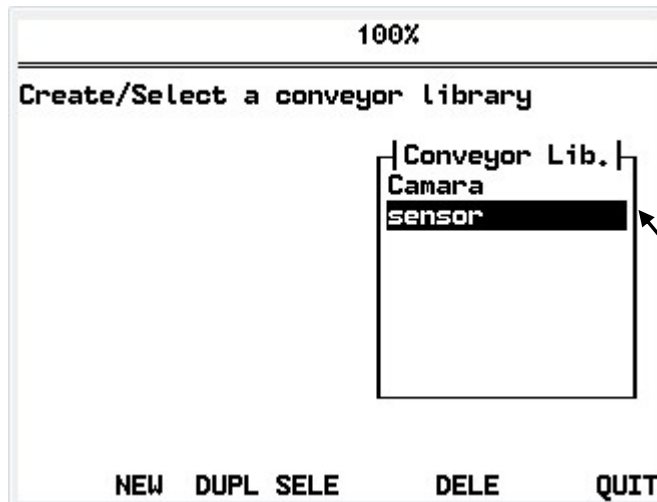 100%
Create/Select a conveyor library
Conveyor Lib.
Camara
sensor
NEW DUPL SELE DELE QUIT